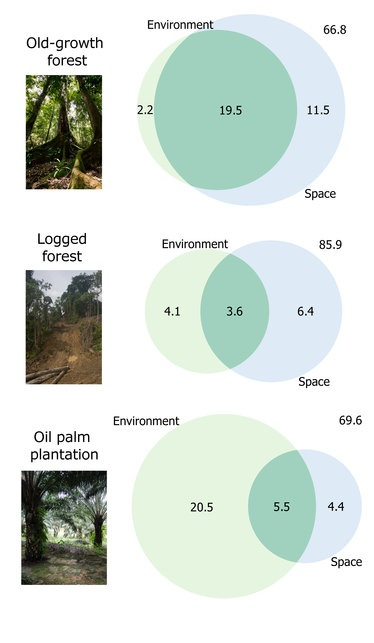 Environment
66.8
Old-growth
forest
2.2
19.5
11.5
Space
Logged
forest
Environment
85.9
4.1
3.6
6.4
Space
Environment
69.6
Oil palm
plantation
20.5
5.5
4.4
Space